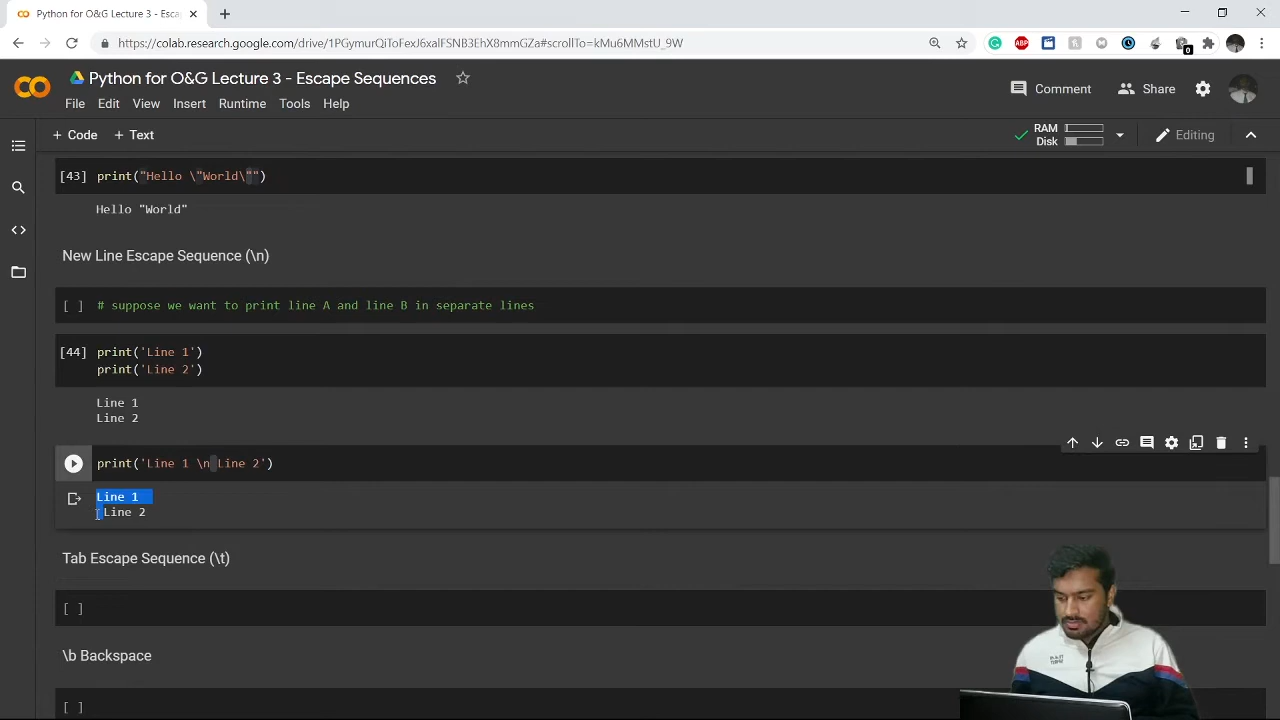 Python for O&G Lecture 3 - Escape
https://colab.research.google.com/drive/1PGymuQiToFexJ6xalFSNB3EhX8rmGZa#scrollTo=kMu6MMstU_9W
Python for O&G Lecture 3 - Escape Sequences
Comment
Share
File Edit View Insert Runtime Tools Help
+ Code + Text
RAM
Disk
Editing
[43] print("Hello \"World\"")
Hello "World"
New Line Escape Sequence (\n)
[ ] # suppose we want to print line A and line B in separate lines
[44] print('Line 1')
print('Line 2')
Line 1
Line 2
print('Line 1 \n Line 2')
Line 1
Line 2
Tab Escape Sequence (\t)
[ ]
\b Backspace
[ ]